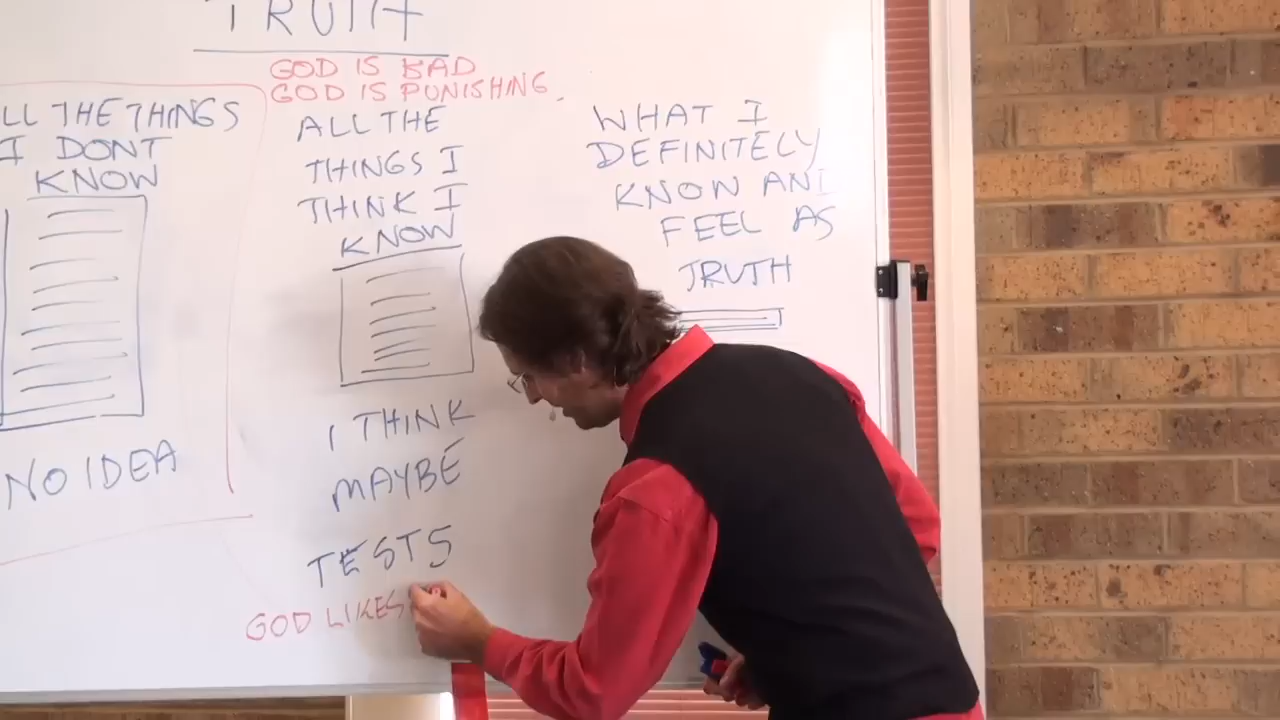 TRUTH
GOD IS BAD
GOD IS PUNISHING.
LL THE THINGS
I DONT
KNOW
NO IDEA
ALL THE
THINGS I
THINK I
KNOW
I THINK
MAYBE
TESTS
GOD LIKES
WHAT I
DEFINITELY
KNOW AND
FEEL AS
TRUTH